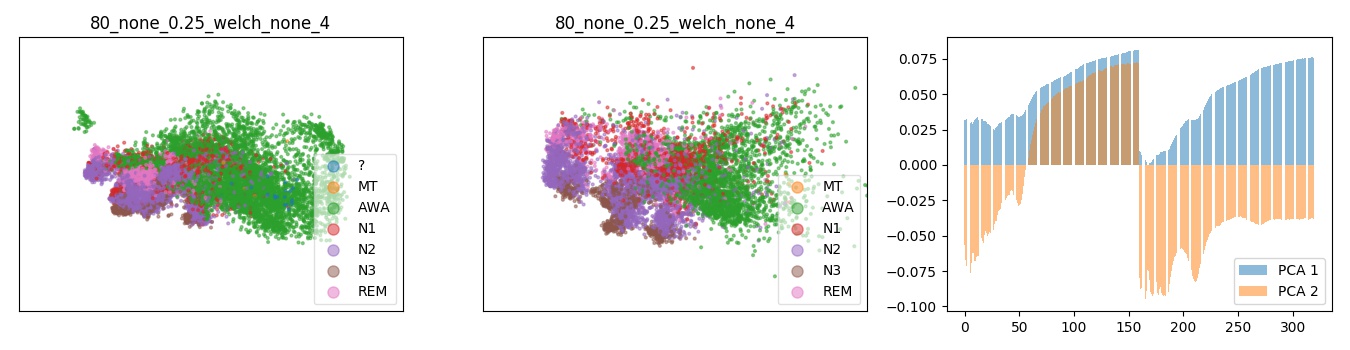 80_none_0.25_welch_none_4
?
MT
AWA
N1
N2
N3
REM
80_none_0.25_welch_none_4
MT
AWA
N1
N2
N3
REM
0.075
0.050
0.025
0.000
−0.025
−0.050
−0.075
−0.100
0 50 100 150 200 250 300
PCA 1
PCA 2